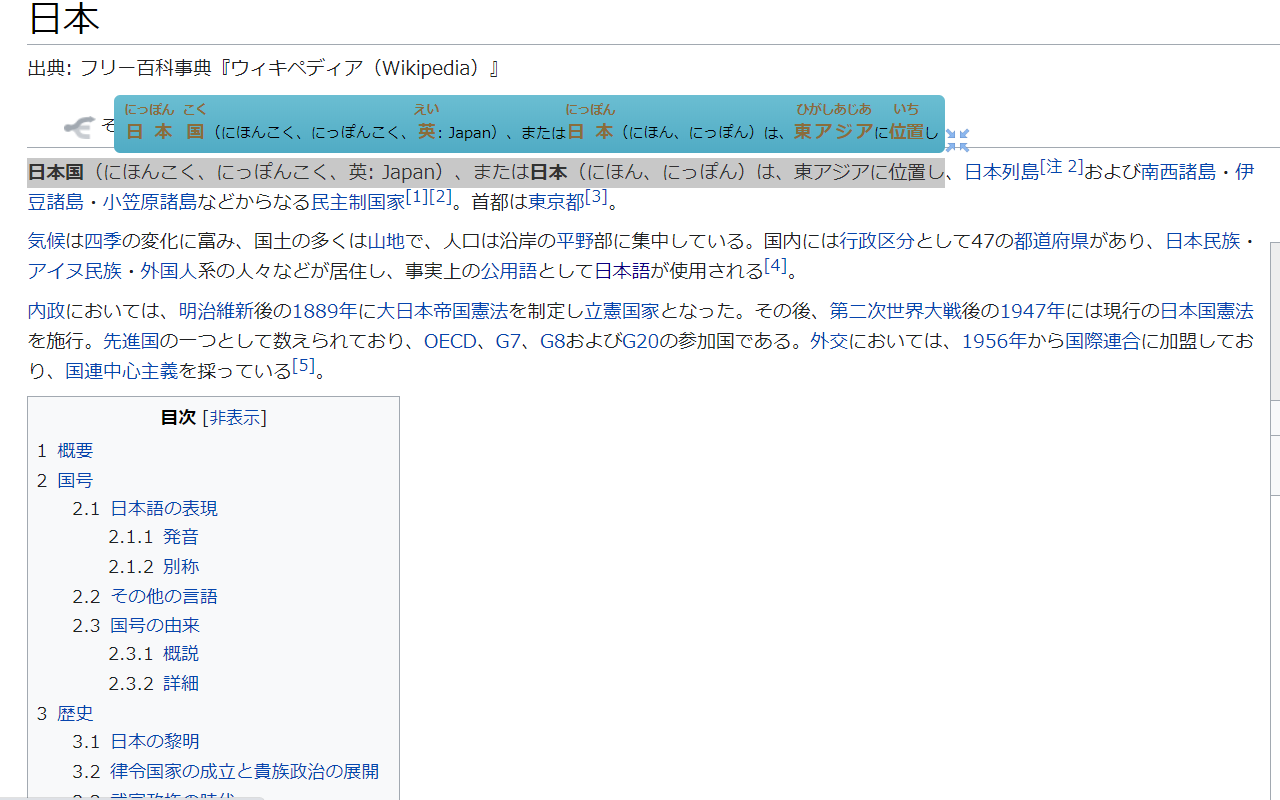 日本
出典: フリー百科事典『ウィキペディア（Wikipedia）』
にっぽん こく えい にっぽん ひがしあじあ いち
そ
日本国（にほんこく、にっぽんこく、英: Japan）、または日本（にほん、にっぽん）は、東アジアに位置し
日本国（にほんこく、にっぽんこく、英: Japan）、または日本（にほん、にっぽん）は、東アジアに位置し、日本列島[注 2]および南西諸島・伊
豆諸島・小笠原諸島などからなる民主制国家[1][2]。首都は東京都[3]。
気候は四季の変化に富み、国土の多くは山地で、人口は沿岸の平野部に集中している。国内には行政区分として47の都道府県があり、日本民族・
アイヌ民族・外国人系の人々などが居住し、事実上の公用語として日本語が使用される[4]。
内政においては、明治維新後の1889年に大日本帝国憲法を制定し立憲国家となった。その後、第二次世界大戦後の1947年には現行の日本国憲法
を施行。先進国の一つとして数えられており、OECD、G7、G8およびG20の参加国である。外交においては、1956年から国際連合に加盟してお
り、国連中心主義を採っている[5]。
目次 [非表示]
1 概要
2 国号
2.1 日本語の表現
2.1.1 発音
2.1.2 別称
2.2 その他の言語
2.3 国号の由来
2.3.1 概説
2.3.2 詳細
3 歴史
3.1 日本の黎明
3.2 律令国家の成立と貴族政治の展開